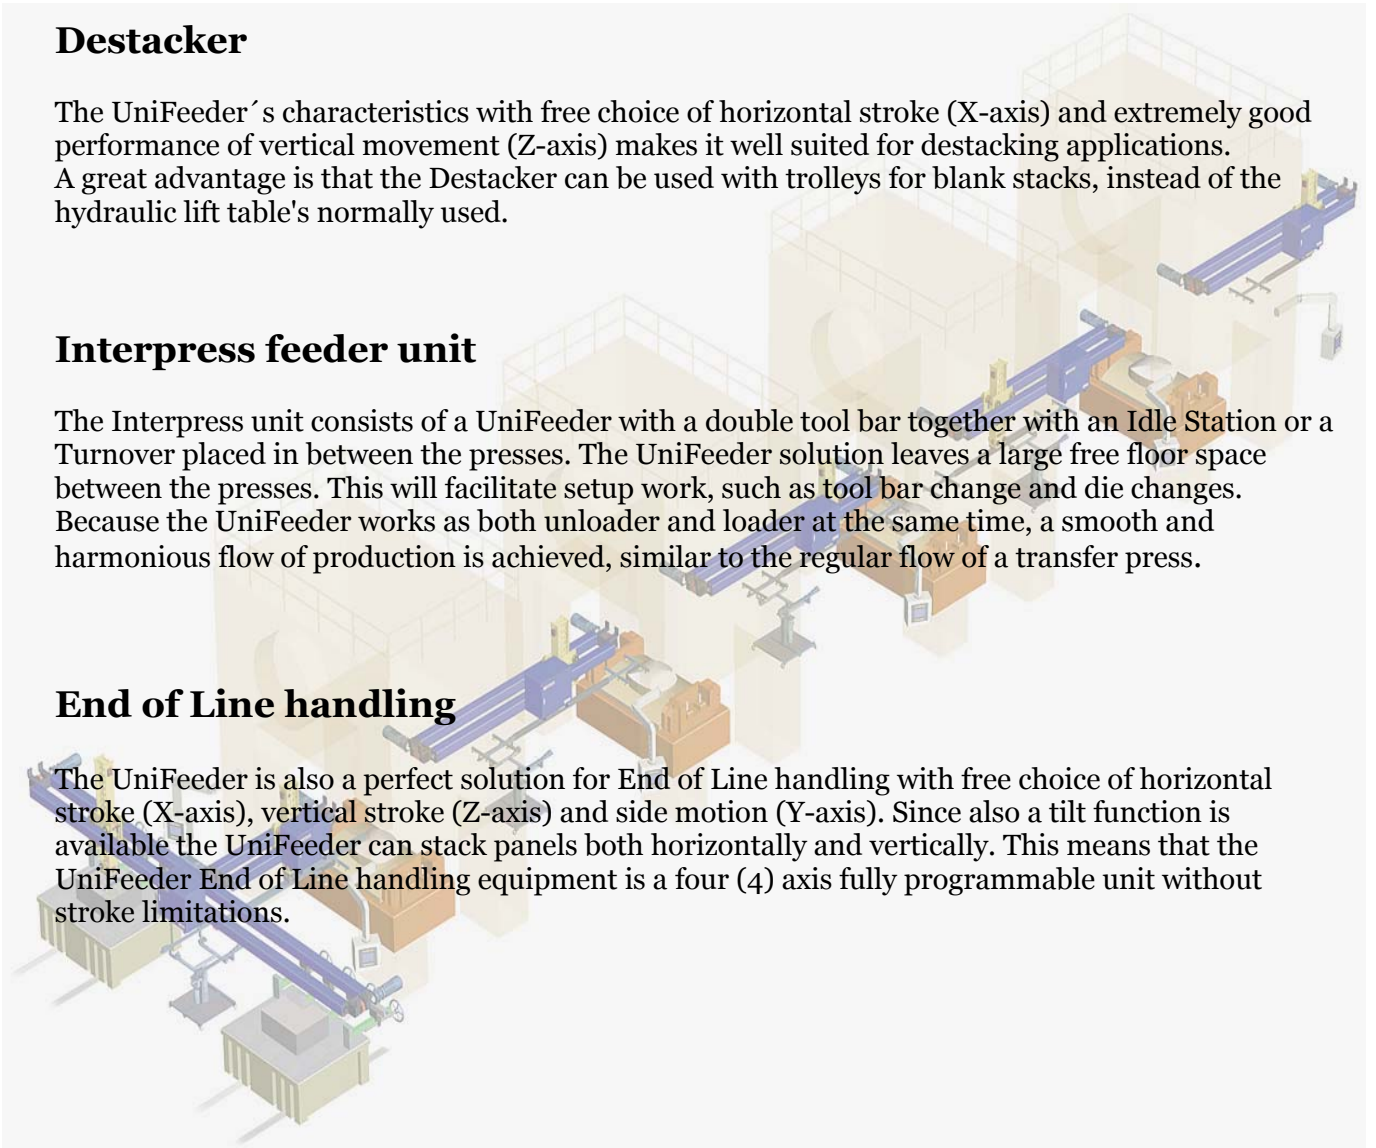 Destacker
The UniFeeder´s characteristics with free choice of horizontal stroke (X-axis) and extremely good
performance of vertical movement (Z-axis) makes it well suited for destacking applications.
A great advantage is that the Destacker can be used with trolleys for blank stacks, instead of the
hydraulic lift table's normally used.
Interpress feeder unit
The Interpress unit consists of a UniFeeder with a double tool bar together with an Idle Station or a
Turnover placed in between the presses. The UniFeeder solution leaves a large free floor space
between the presses. This will facilitate setup work, such as tool bar change and die changes.
Because the UniFeeder works as both unloader and loader at the same time, a smooth and
harmonious flow of production is achieved, similar to the regular flow of a transfer press.
End of Line handling
The UniFeeder is also a perfect solution for End of Line handling with free choice of horizontal
stroke (X-axis), vertical stroke (Z-axis) and side motion (Y-axis). Since also a tilt function is
available the UniFeeder can stack panels both horizontally and vertically. This means that the
UniFeeder End of Line handling equipment is a four (4) axis fully programmable unit without
stroke limitations.